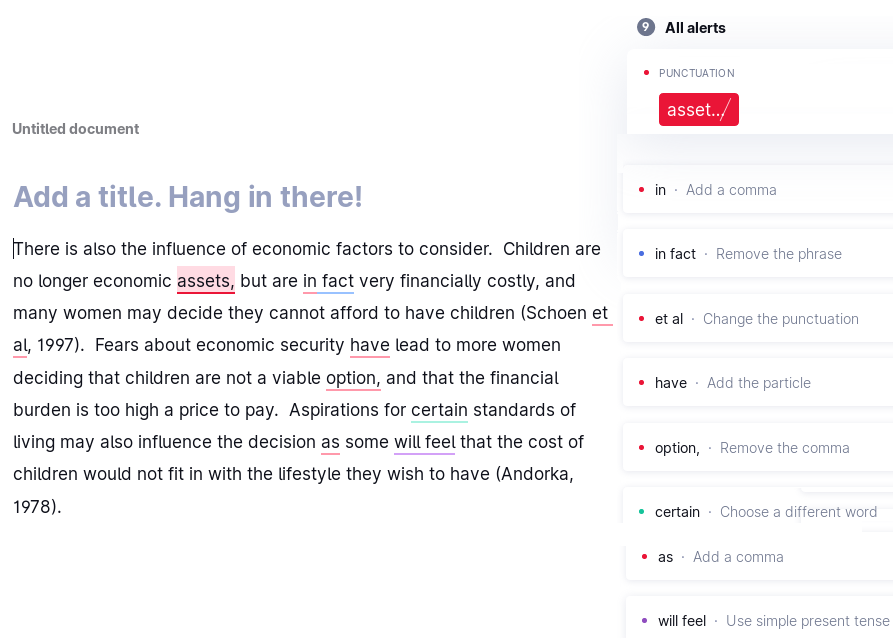 9 All alerts
PUNCTUATION
asset../
Untitled document
Add a title. Hang in there!
There is also the influence of economic factors to consider.  Children are
no longer economic assets, but are in fact very financially costly, and
many women may decide they cannot afford to have children (Schoen et
al, 1997).  Fears about economic security have lead to more women
deciding that children are not a viable option, and that the financial
burden is too high a price to pay.  Aspirations for certain standards of
living may also influence the decision as some will feel that the cost of
children would not fit in with the lifestyle they wish to have (Andorka,
1978).
in · Add a comma
in fact · Remove the phrase
et al · Change the punctuation
have · Add the particle
option, · Remove the comma
certain · Choose a different word
as · Add a comma
will feel · Use simple present tense